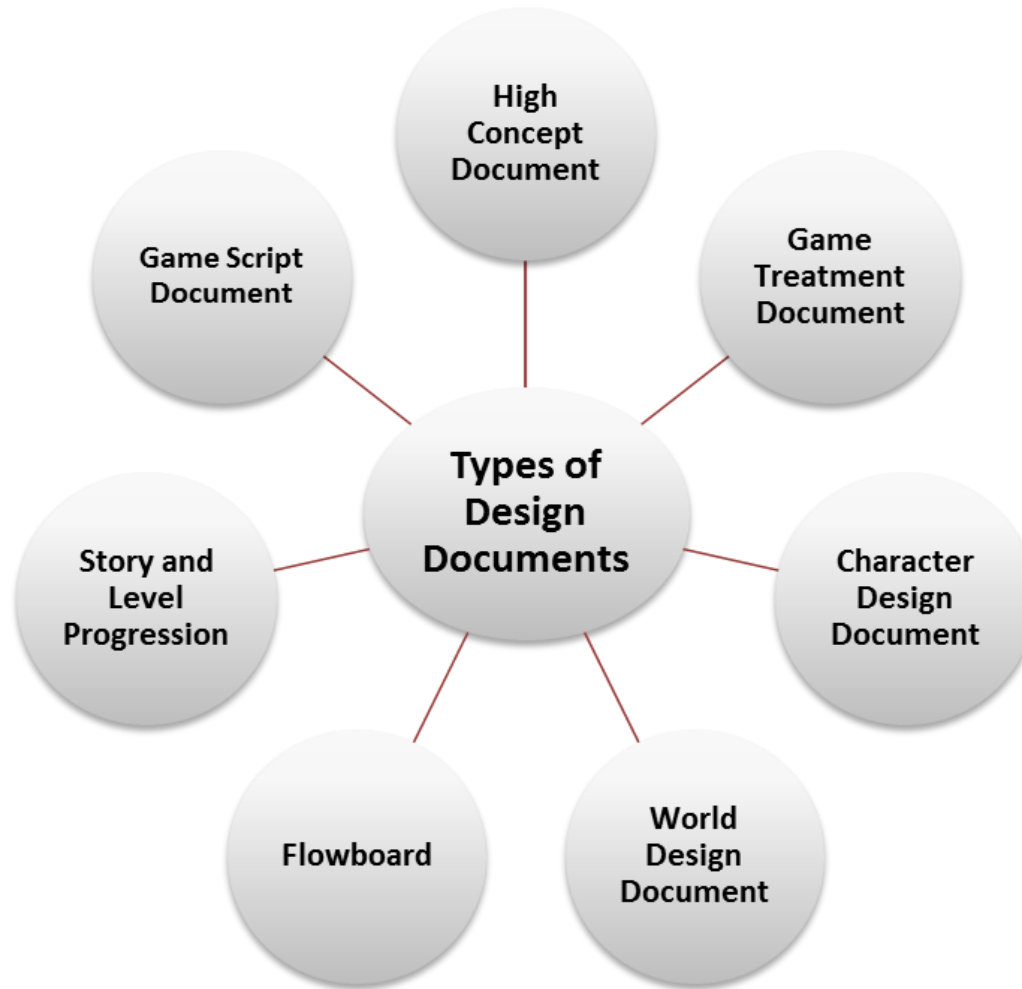 High
Concept
Document
Game
Treatment
Document
Character
Design
Document
World
Design
Document
Flowboard
Story and
Level
Progression
Game Script
Document
Types of
Design
Documents